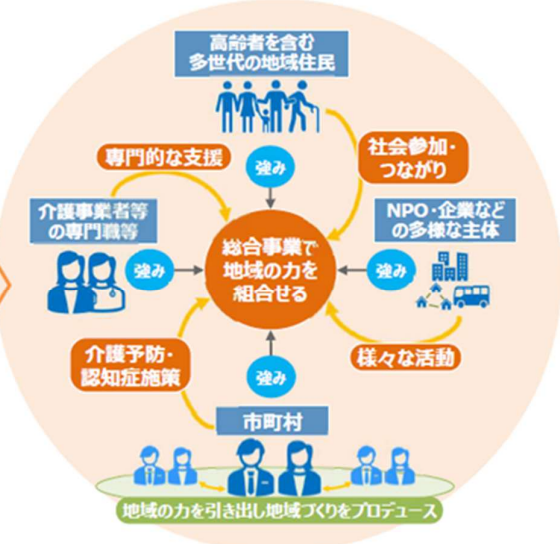 高齢者を含む
多世代の地域住民
専門的な支援
強み
社会参加・
つながり
介護事業者等
の専門職等
強み
総合事業で
地域の力を
組合せる
強み
NPO・企業など
の多様な主体
介護予防・
認知症施策
強み
様々な活動
市町村
地域の力を引き出し地域づくりをプロデュース